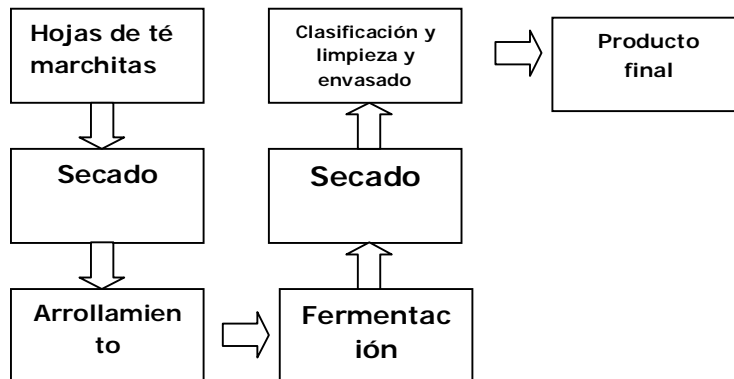 Hojas de té
marchitas
Secado
Arrollamien
to
Fermentac
ión
Secado
Clasificación y
limpieza y
envasado
Producto
final